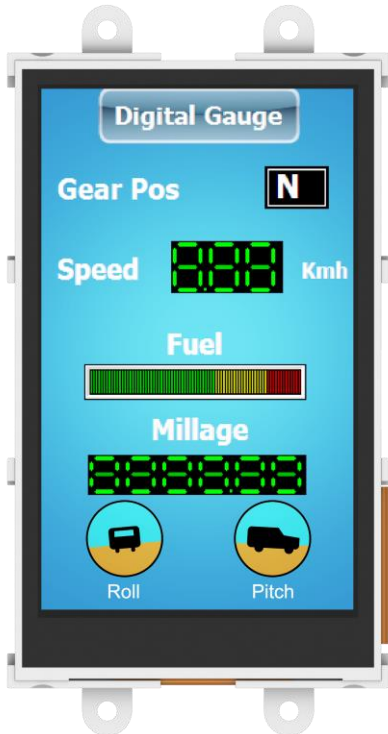 Digital Gauge
Gear Pos N
Speed Kmh
Fuel
Millage
Roll Pitch